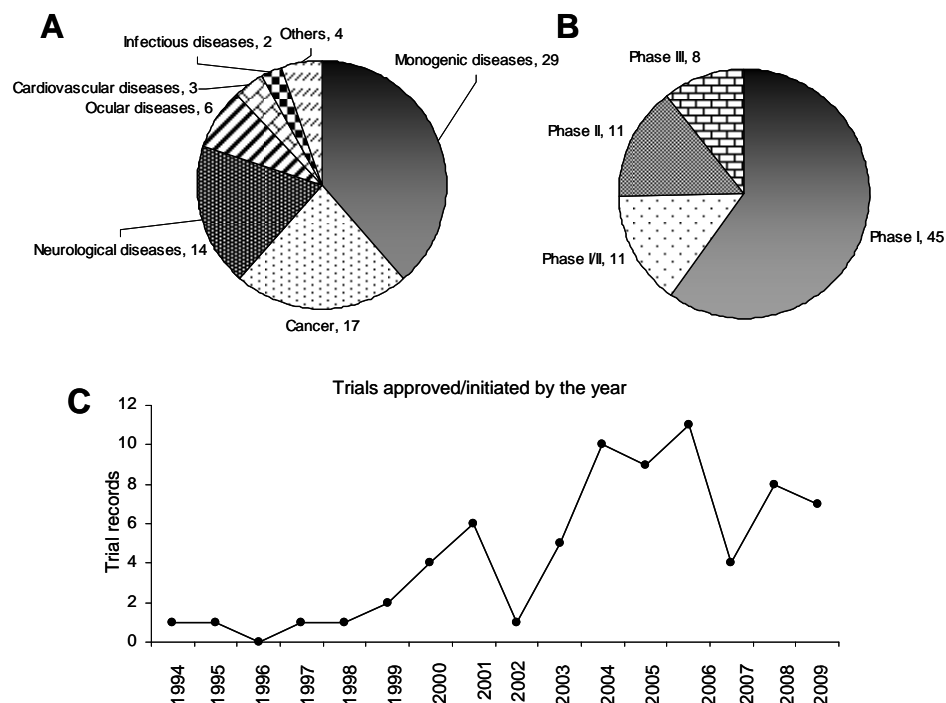 A
Infectious diseases, 2
Others, 4
Monogenic diseases, 29
Cardiovascular diseases, 3
Ocular diseases, 6
Neurological diseases, 14
Cancer, 17
B
Phase III, 8
Phase II, 11
Phase I/II, 11
Phase I, 45
C
Trials approved/initiated by the year
Trial records
12
10
8
6
4
2
0
1994
1995
1996
1997
1998
1999
2000
2001
2002
2003
2004
2005
2006
2007
2008
2009